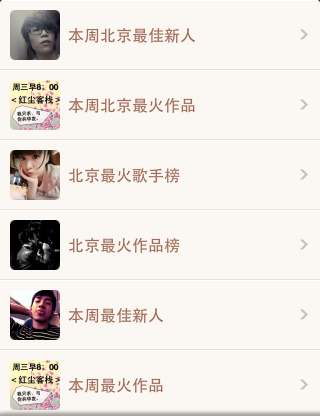 本周北京最佳新人
周三早8：00
<红尘客栈>
本周北京最火作品
北京最火歌手榜
北京最火作品榜
本周最佳新人
周三早8：00
<红尘客栈>
本周最火作品